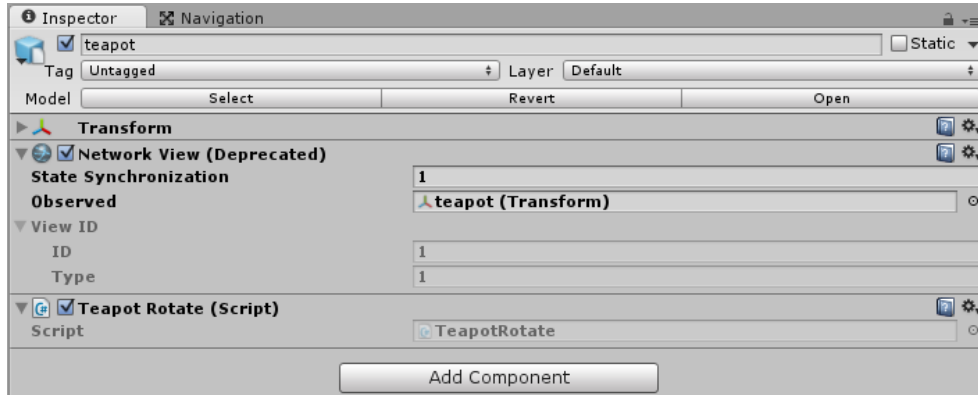 Inspector Navigation
teapot Static
Tag Untagged Layer Default
Model Select Revert Open
Transform
Network View (Deprecated)
State Synchronization 1
Observed teapot (Transform)
View ID
ID 1
Type 1
Teapot Rotate (Script)
Script TeapotRotate
Add Component